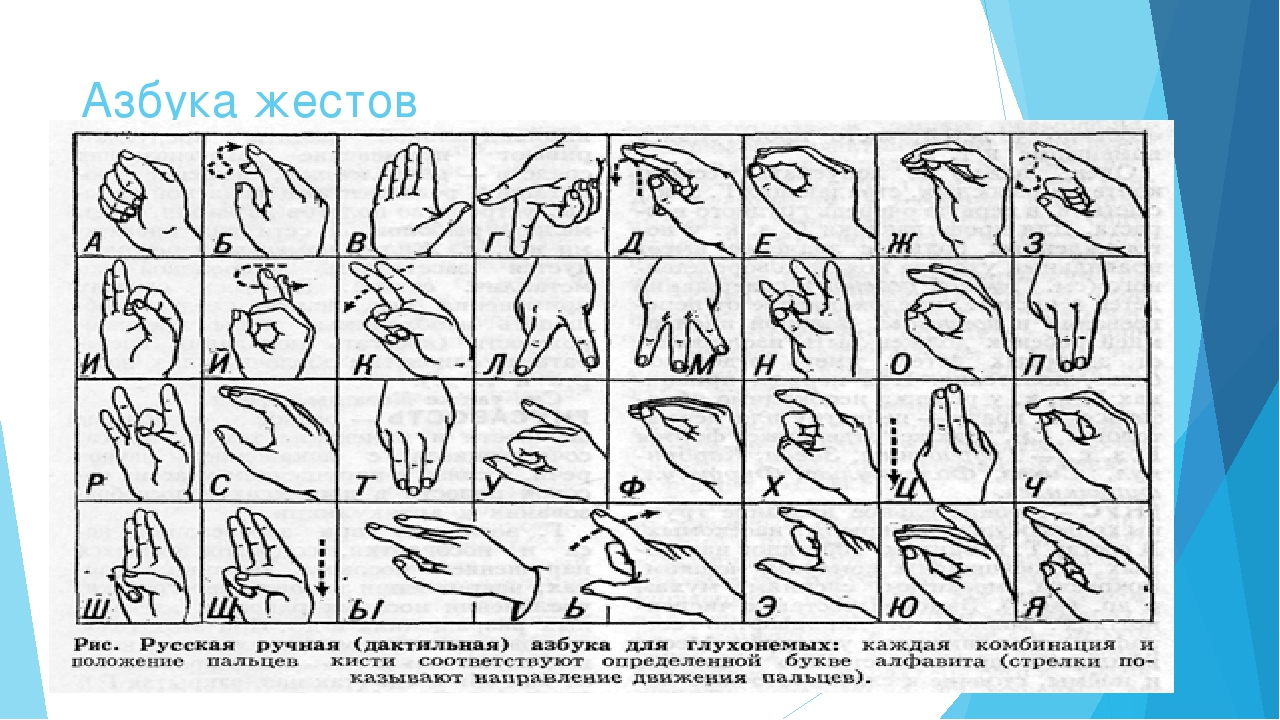 Азбука жестов
А Б В Г Д Е Ж З
И Й К Л М Н О П
Р С Т У Ф Х Ц Ч
Ш Щ Ы Ь Э Ю Я
Рис. Русская ручная (дактильная) азбука для глухонемых: каждая комбинация и
положение пальцев кисти соответствуют определенной букве алфавита (стрелки по-
казывают направление движения пальцев).